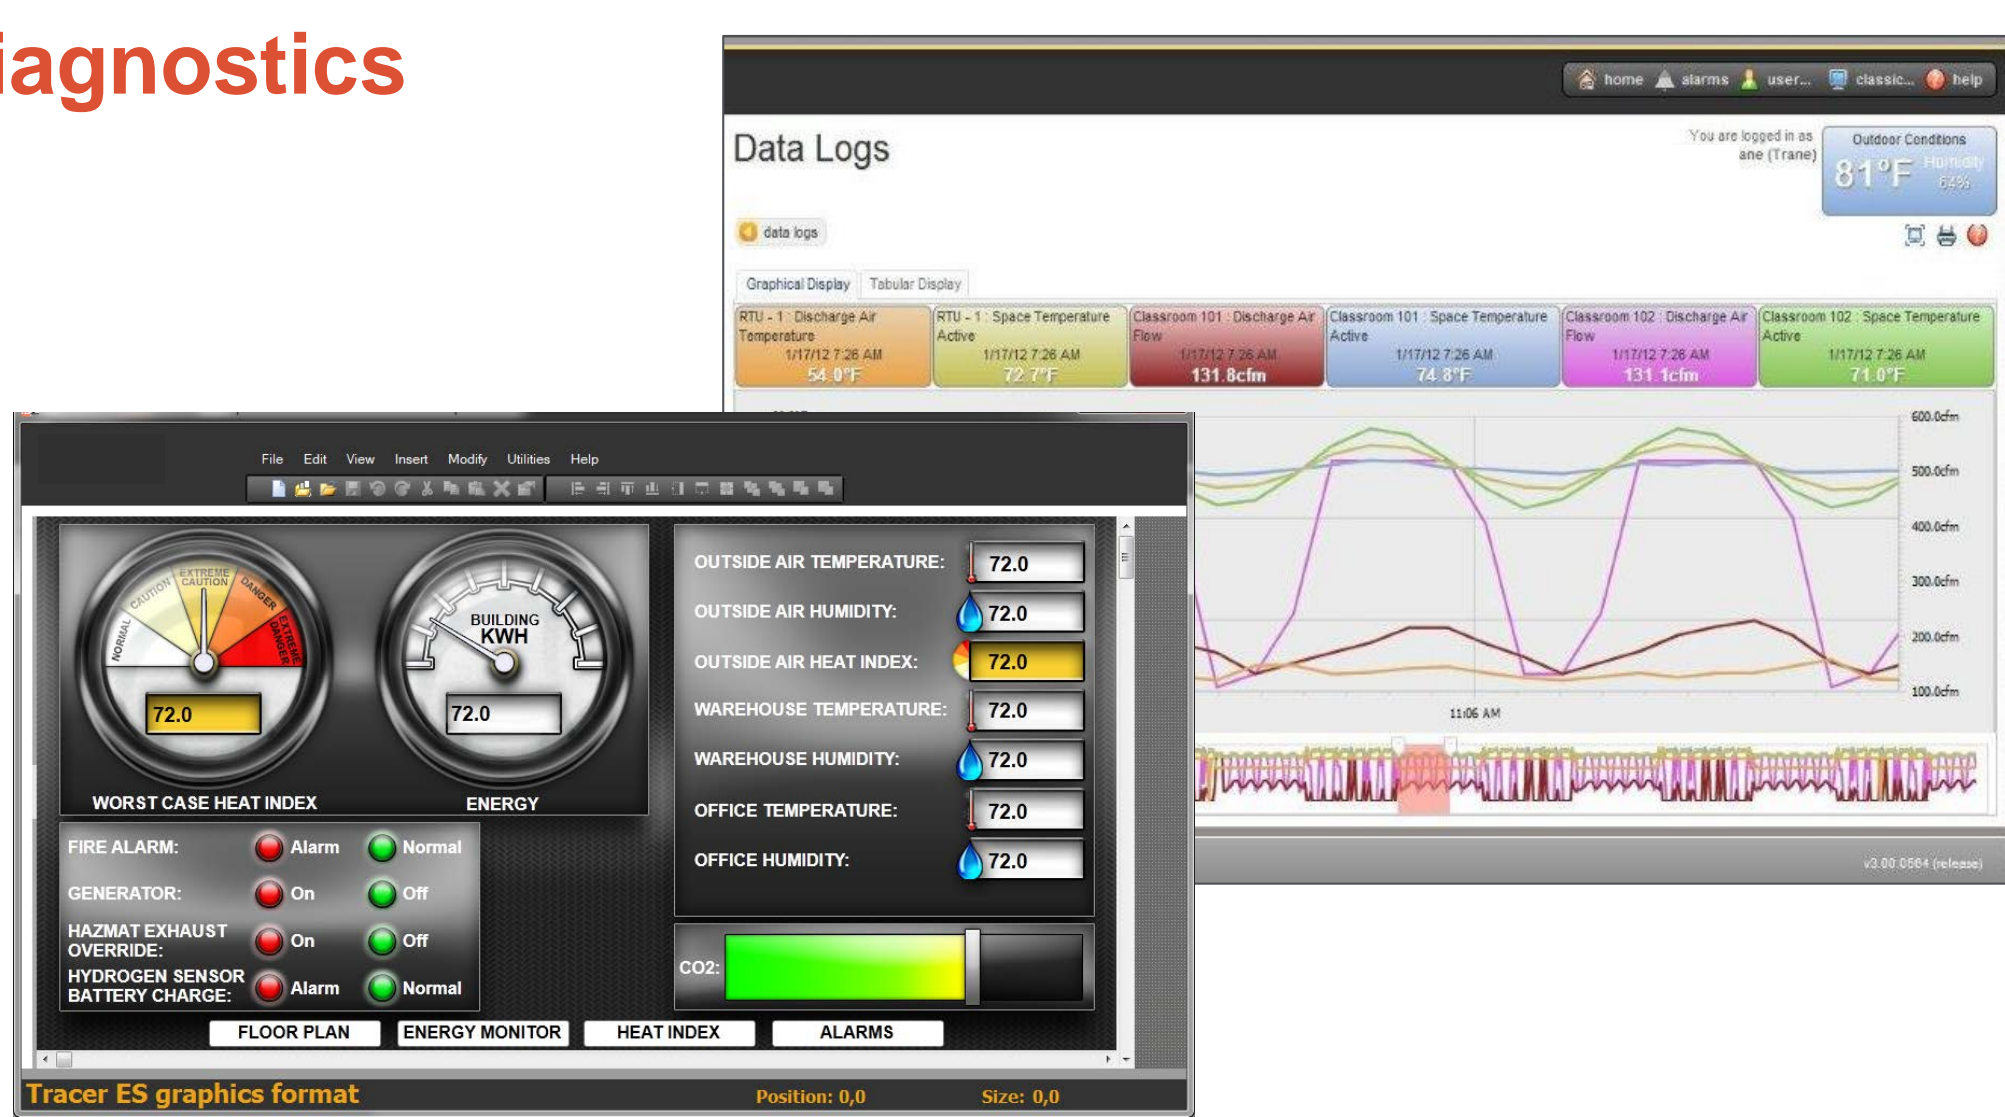 iagnostics
home alarms user... classic... help
Data Logs
You are logged in as
ane (Trane)
Outdoor Conditions
81°F Humidity
64%
data logs
Graphical Display Tabular Display
RTU - 1 : Discharge Air
Temperature
1/17/12 7:26 AM
54.0°F
RTU - 1 : Space Temperature
Active
1/17/12 7:26 AM
72.7°F
Classroom 101 : Discharge Air
Flow
1/17/12 7:26 AM
131.8cfm
Classroom 101 : Space Temperature
Active
1/17/12 7:26 AM
74.8°F
Classroom 102 : Discharge Air
Flow
1/17/12 7:26 AM
131.1cfm
Classroom 102 : Space Temperature
Active
1/17/12 7:26 AM
71.0°F
600.0cfm
500.0cfm
400.0cfm
300.0cfm
200.0cfm
100.0cfm
11:06 AM
v3.00.0564 (release)
File Edit View Insert Modify Utilities Help
NORMAL
CAUTION
EXTREME
CAUTION
DANGER
EXTREME
DANGER
72.0
WORST CASE HEAT INDEX
BUILDING
KWH
72.0
ENERGY
OUTSIDE AIR TEMPERATURE: 72.0
OUTSIDE AIR HUMIDITY: 72.0
OUTSIDE AIR HEAT INDEX: 72.0
WAREHOUSE TEMPERATURE: 72.0
WAREHOUSE HUMIDITY: 72.0
OFFICE TEMPERATURE: 72.0
OFFICE HUMIDITY: 72.0
FIRE ALARM: Alarm Normal
GENERATOR: On Off
HAZMAT EXHAUST
OVERRIDE: On Off
HYDROGEN SENSOR
BATTERY CHARGE: Alarm Normal
CO2:
FLOOR PLAN ENERGY MONITOR HEAT INDEX ALARMS
Tracer ES graphics format Position: 0,0 Size: 0,0